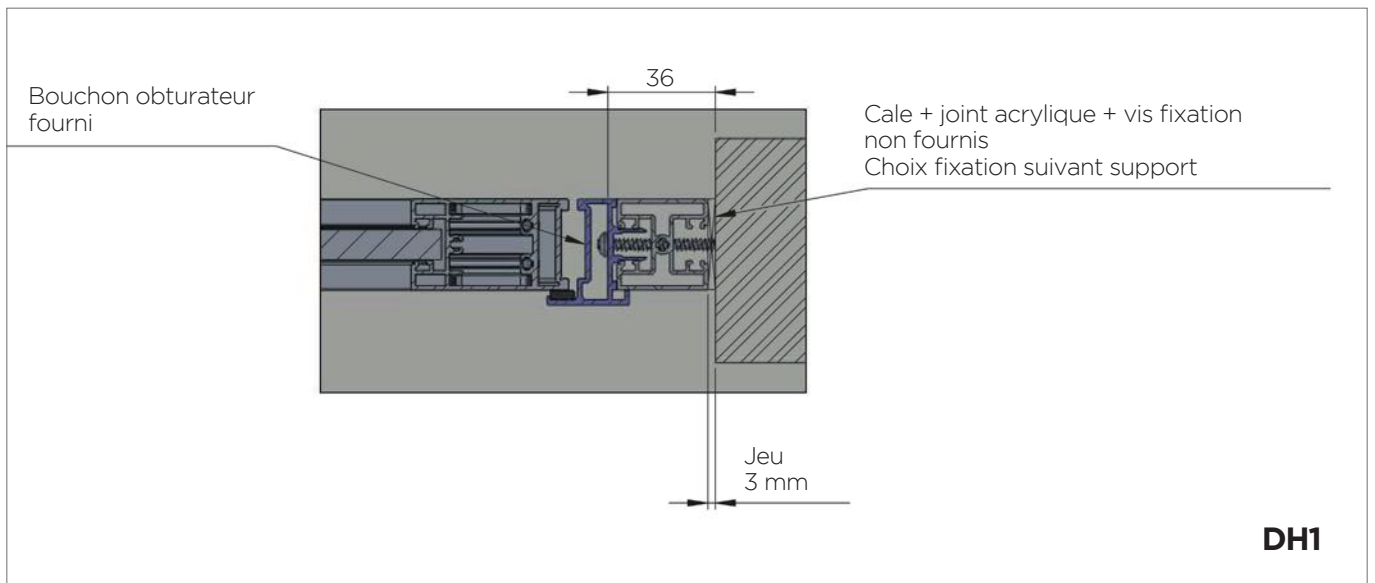 36
Bouchon obturateur
fourni
Cale + joint acrylique + vis fixation
non fournis
Choix fixation suivant support
Jeu
3 mm
DH1